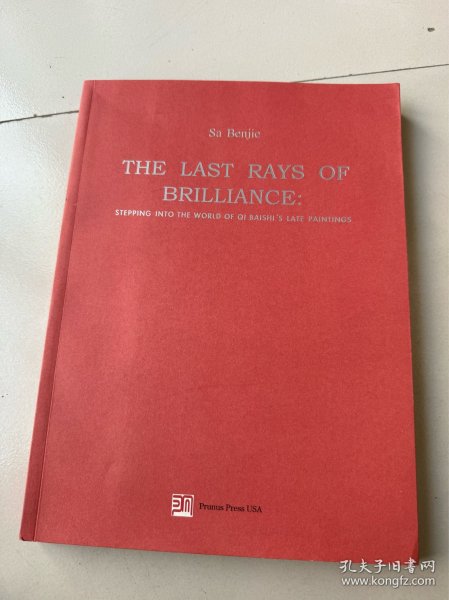 Sa Benjie
THE LAST RAYS OF
BRILLIANCE:
STEPPING INTO THE WORLD OF QI BAISHI'S LATE PAINTINGS
Prunus Press USA
孔夫子旧书网
www.kongfz.com